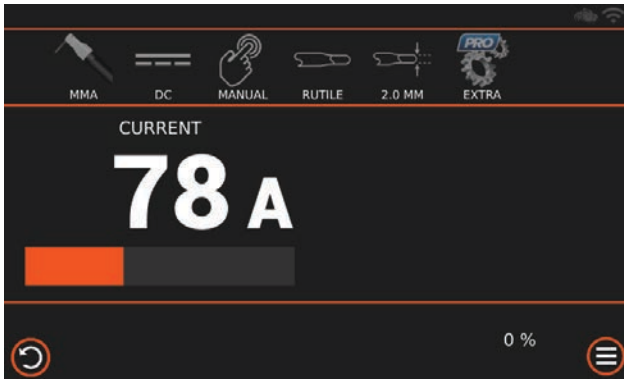 PRO
MMA DC MANUAL RUTILE 2.0 MM EXTRA
CURRENT
78 A
0 %